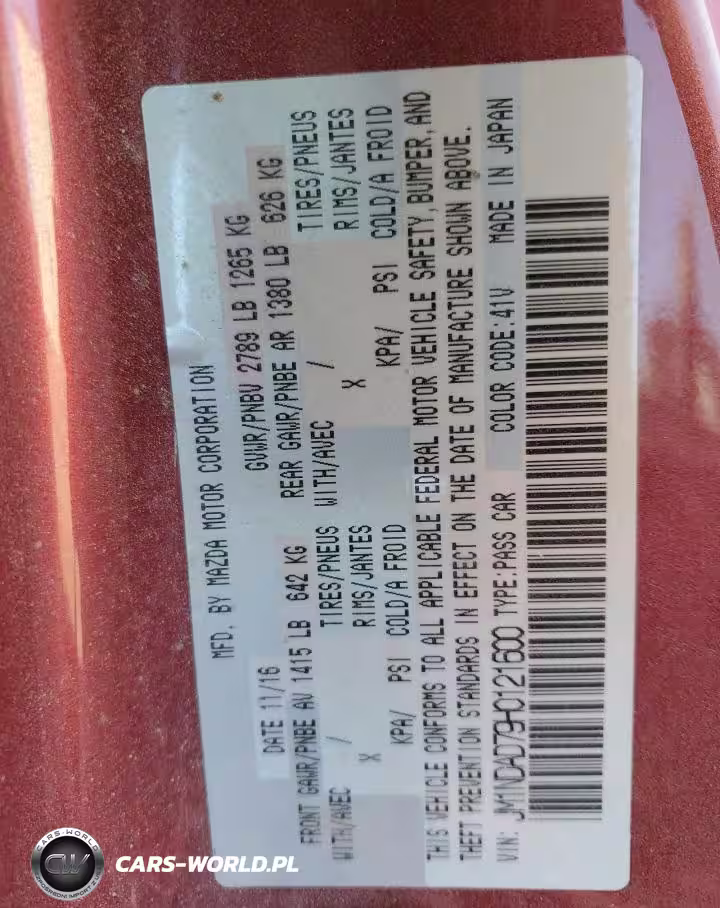 MFD. BY MAZDA MOTOR CORPORATION
DATE 11/16 GVWR/PNBV 2789 LB 1265 KG
FRONT GAWR/PNBE AV 1415 LB 642 KG REAR GAWR/PNBE AR 1380 LB 626 KG
WITH/AVEC / TIRES/PNEUS WITH/AVEC / TIRES/PNEUS
X RIMS/JANTES X RIMS/JANTES
KPA/ PSI COLD/A FROID KPA/ PSI COLD/A FROID
THIS VEHICLE CONFORMS TO ALL APPLICABLE FEDERAL MOTOR VEHICLE SAFETY, BUMPER, AND
THEFT PREVENTION STANDARDS IN EFFECT ON THE DATE OF MANUFACTURE SHOWN ABOVE.
VIN: JM1NDAD79H0121600 TYPE:PASS CAR COLOR CODE:41V MADE IN JAPAN
CARS-WORLD
CW
CARS-WORLD.PL